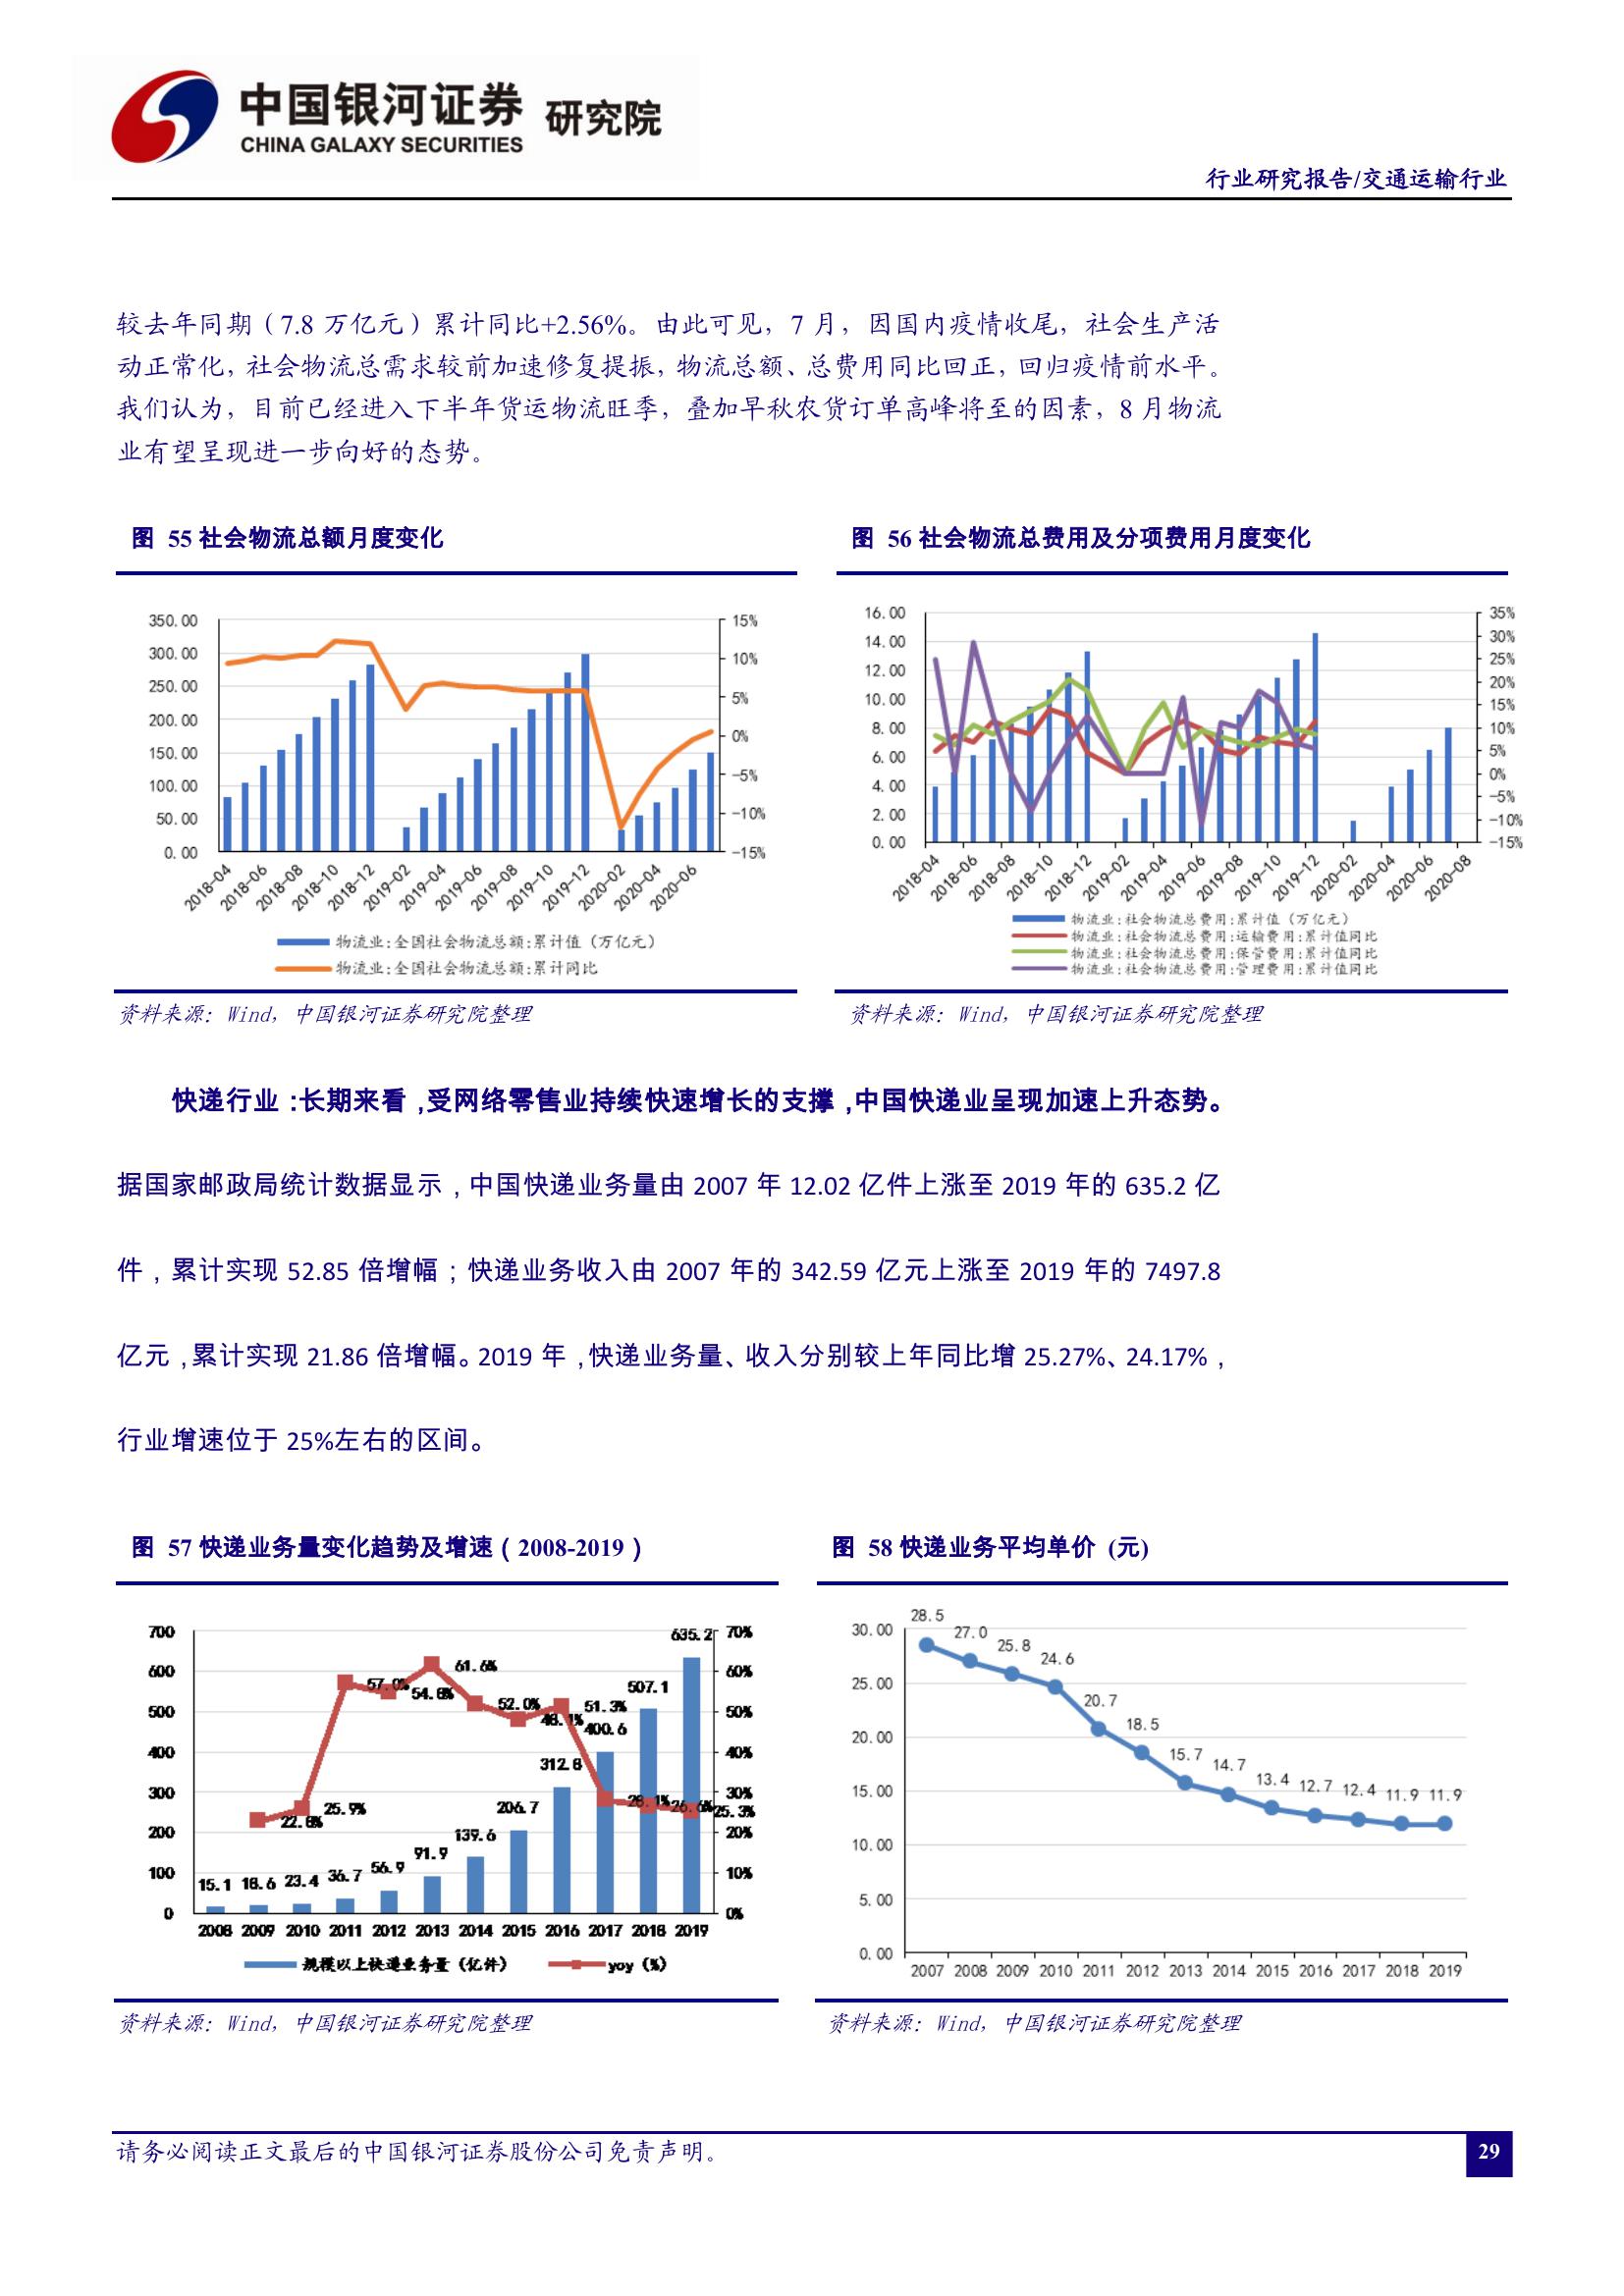 中国银河证券 研究院
CHINA GALAXY SECURITIES
行业研究报告/交通运输行业
较去年同期（7.8 万亿元）累计同比+2.56%。由此可见，7 月，因国内疫情收尾，社会生产活
动正常化，社会物流总需求较前加速修复提振，物流总额、总费用同比回正，回归疫情前水平。
我们认为，目前已经进入下半年货运物流旺季，叠加早秋农货订单高峰将至的因素，8 月物流
业有望呈现进一步向好的态势。
图 55 社会物流总额月度变化
350.00
300.00
250.00
200.00
150.00
100.00
50.00
0.00
15%
10%
5%
0%
-5%
-10%
-15%
2018-04 2018-06 2018-08 2018-10 2018-12 2019-02 2019-04 2019-06 2019-08 2019-10 2019-12 2020-02 2020-04 2020-06
物流业:全国社会物流总额:累计值（万亿元）
物流业:全国社会物流总额:累计同比
资料来源：Wind，中国银河证券研究院整理
图 56 社会物流总费用及分项费用月度变化
16.00
14.00
12.00
10.00
8.00
6.00
4.00
2.00
0.00
35%
30%
25%
20%
15%
10%
5%
0%
-5%
-10%
-15%
2018-04 2018-06 2018-08 2018-10 2018-12 2019-02 2019-04 2019-06 2019-08 2019-10 2019-12 2020-02 2020-04 2020-06 2020-08
物流业:社会物流总费用:累计值（万亿元）
物流业:社会物流总费用:运输费用:累计值同比
物流业:社会物流总费用:保管费用:累计值同比
物流业:社会物流总费用:管理费用:累计值同比
资料来源：Wind，中国银河证券研究院整理
快递行业：长期来看，受网络零售业持续快速增长的支撑，中国快递业呈现加速上升态势。
据国家邮政局统计数据显示，中国快递业务量由 2007 年 12.02 亿件上涨至 2019 年的 635.2 亿
件，累计实现 52.85 倍增幅；快递业务收入由 2007 年的 342.59 亿元上涨至 2019 年的 7497.8
亿元，累计实现 21.86 倍增幅。2019 年，快递业务量、收入分别较上年同比增 25.27%、24.17%，
行业增速位于 25%左右的区间。
图 57 快递业务量变化趋势及增速（2008-2019）
700
600
500
400
300
200
100
0
70%
60%
50%
40%
30%
20%
10%
0%
15.1 18.6 23.4 36.7 56.9 91.9 139.6 206.7 312.8 400.6 507.1 635.2
22.8% 25.9% 57.0% 54.8% 61.6% 52.0% 48.1% 51.3% 28.1% 26.6% 25.3%
2008 2009 2010 2011 2012 2013 2014 2015 2016 2017 2018 2019
规模以上快递业务量（亿件） yoy（%）
资料来源：Wind，中国银河证券研究院整理
图 58 快递业务平均单价 (元)
30.00
25.00
20.00
15.00
10.00
5.00
0.00
28.5 27.0 25.8 24.6 20.7 18.5 15.7 14.7 13.4 12.7 12.4 11.9 11.9
2007 2008 2009 2010 2011 2012 2013 2014 2015 2016 2017 2018 2019
资料来源：Wind，中国银河证券研究院整理
请务必阅读正文最后的中国银河证券股份公司免责声明。
29